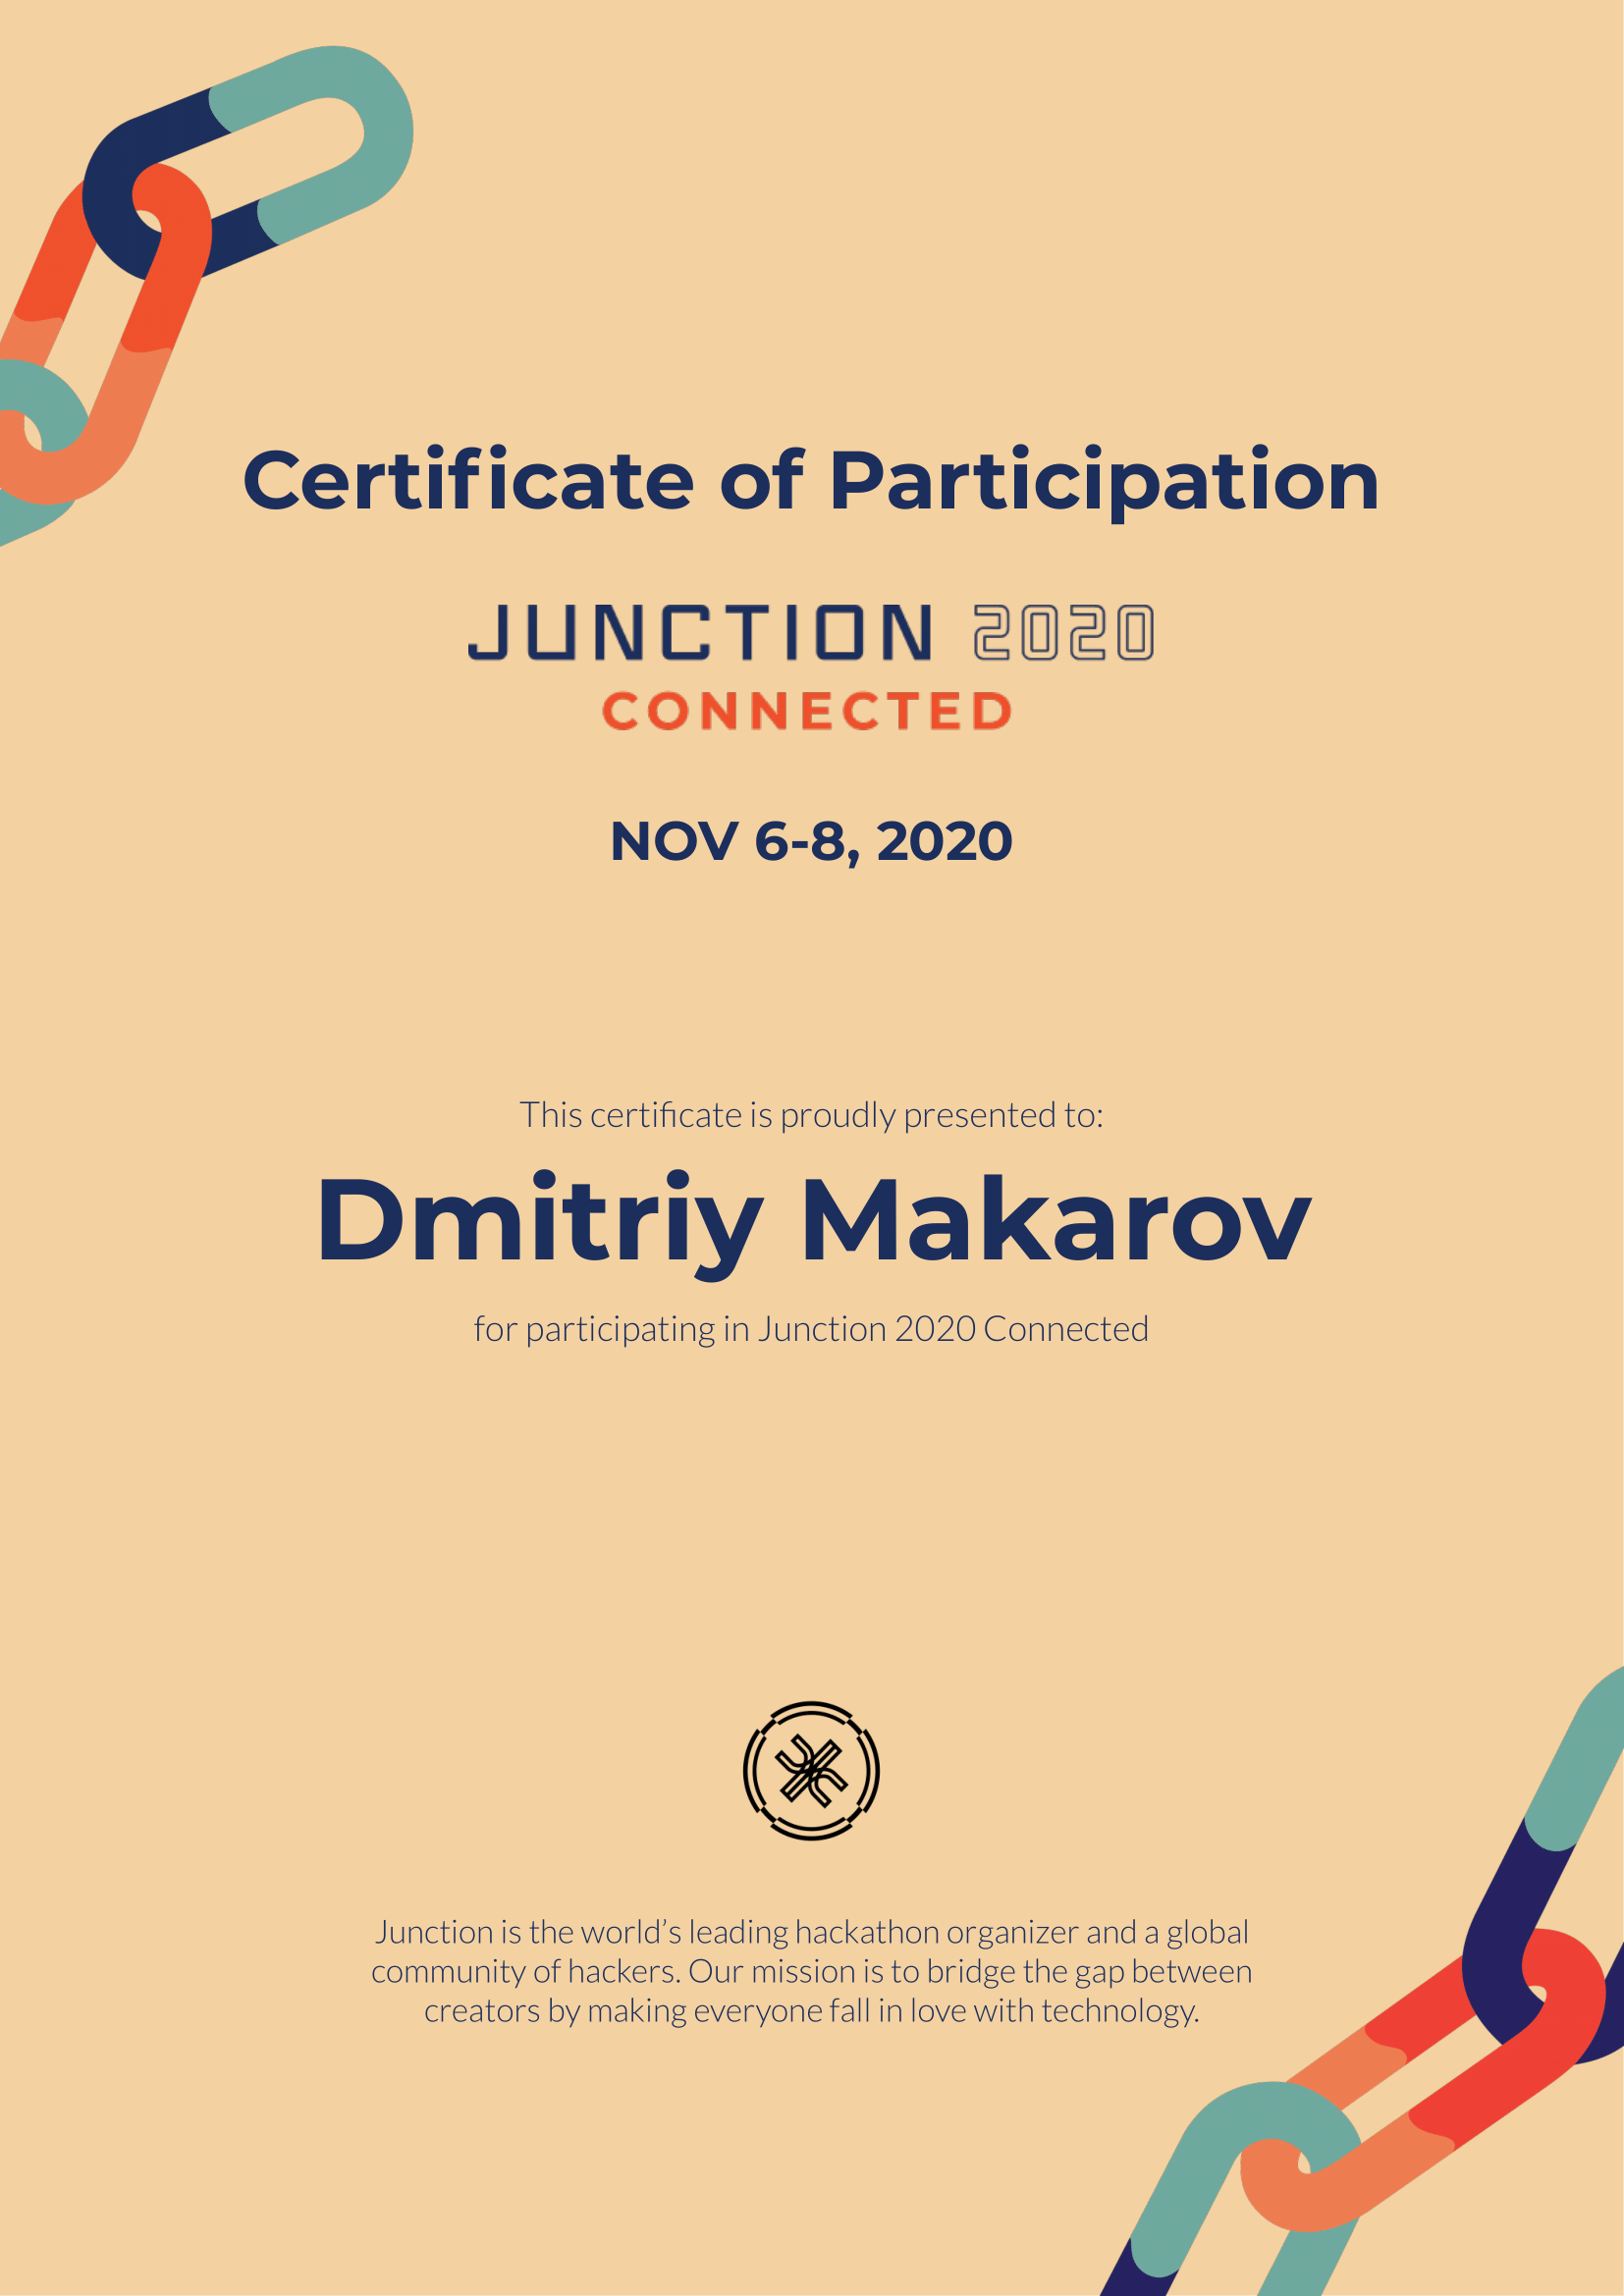 Certificate of Participation
JUNCTION 2020
CONNECTED
NOV 6-8, 2020
This certificate is proudly presented to:
Dmitriy Makarov
for participating in Junction 2020 Connected
Junction is the world’s leading hackathon organizer and a global
community of hackers. Our mission is to bridge the gap between
creators by making everyone fall in love with technology.